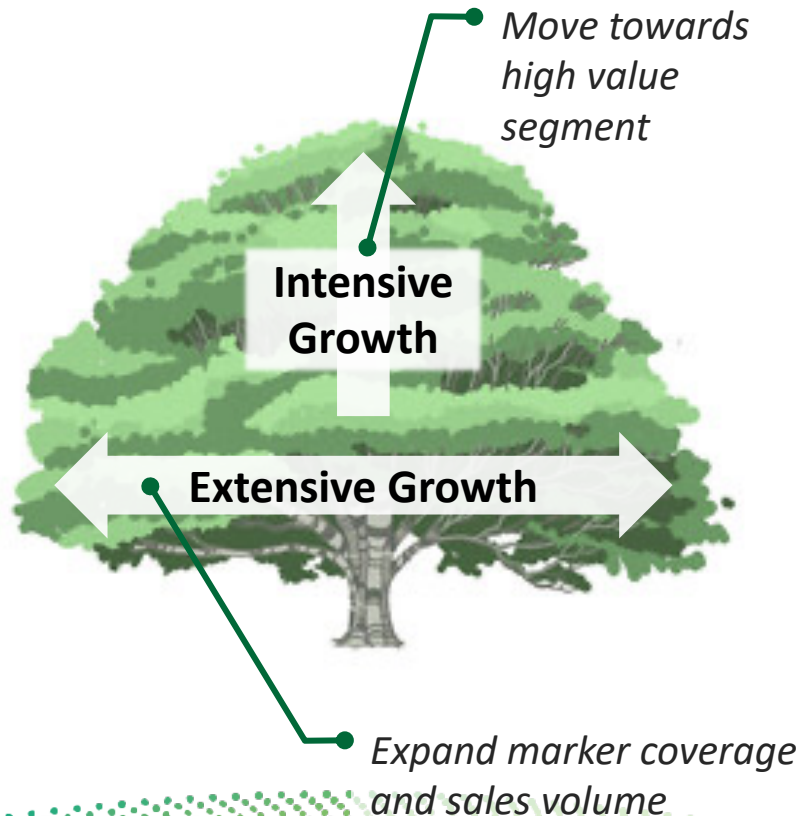 Move towards
high value
segment
Intensive
Growth
Extensive Growth
Expand marker coverage
and sales volume